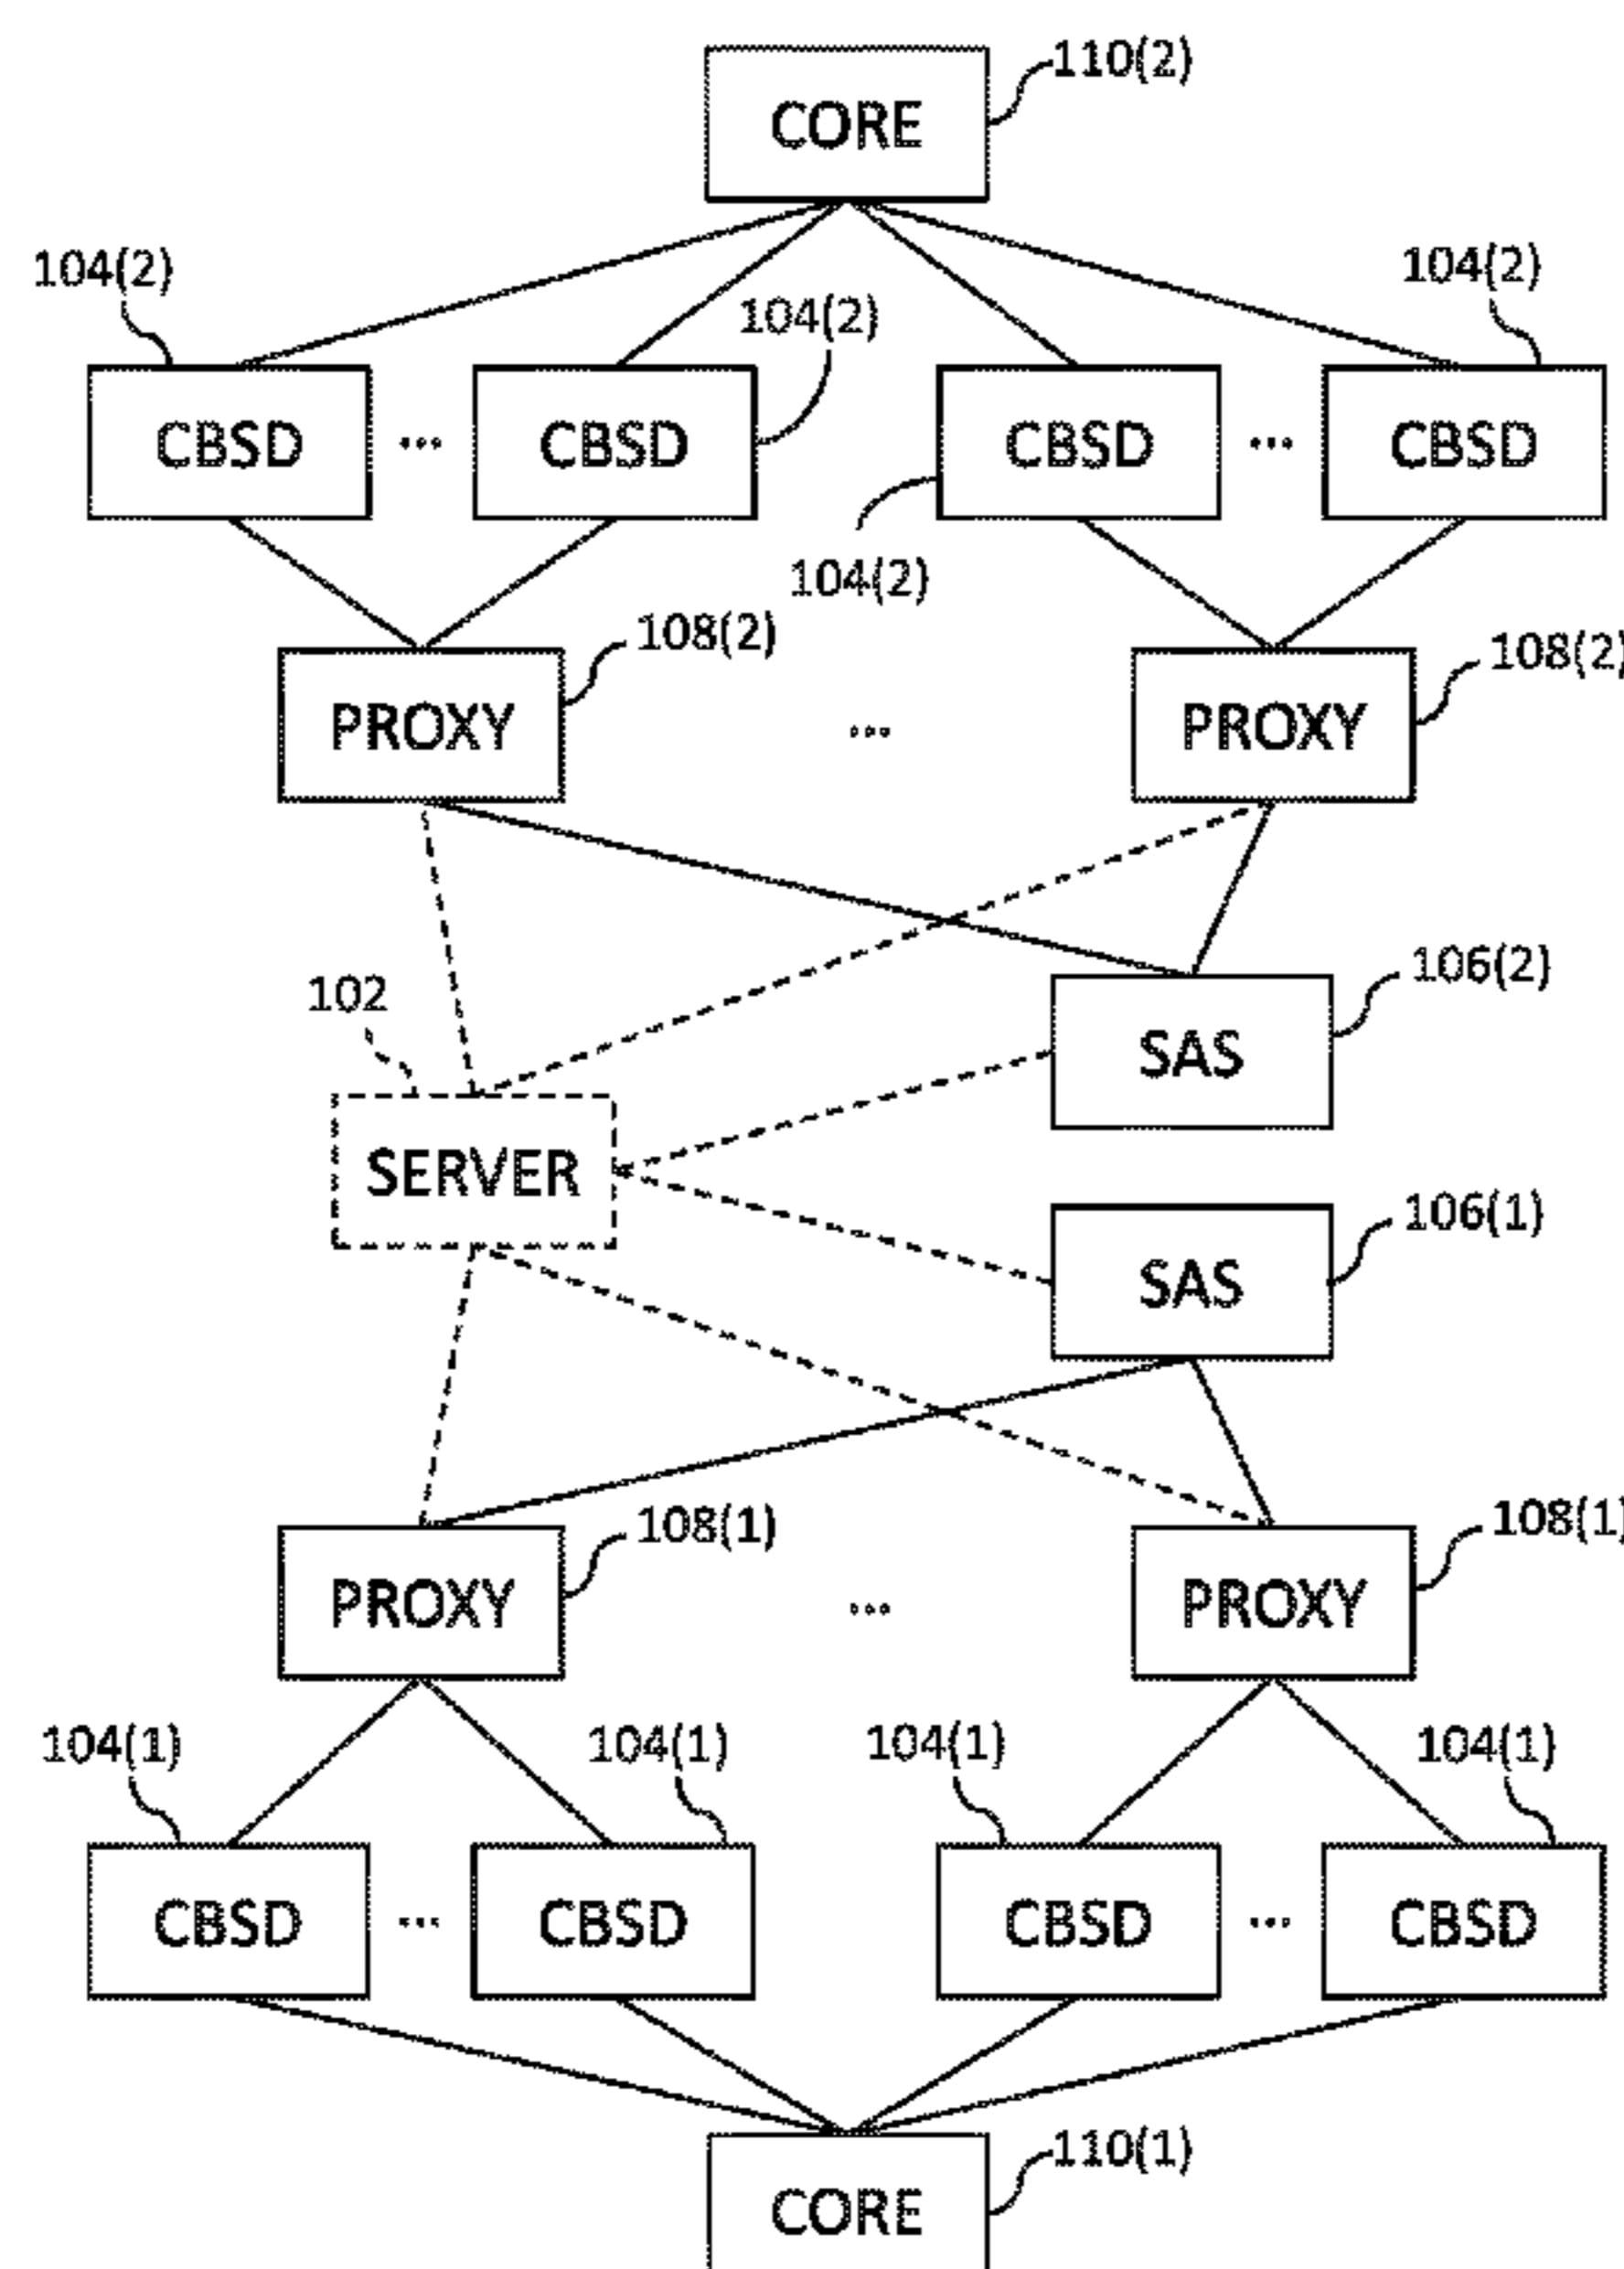 110(2)
CORE
104(2)
104(2)
104(2)
CBSD ... CBSD CBSD ... CBSD
104(2)
108(2)
108(2)
PROXY ... PROXY
102
106(2)
SAS
SERVER
106(1)
SAS
108(1)
108(1)
PROXY ... PROXY
104(1) 104(1) 104(1) 104(1)
CBSD ... CBSD CBSD ... CBSD
110(1)
CORE